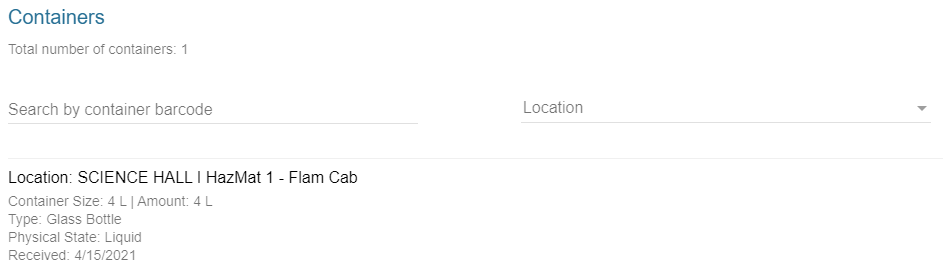 Containers
Total number of containers: 1
Search by container barcode
Location
Location: SCIENCE HALL I HazMat 1 - Flam Cab
Container Size: 4 L | Amount: 4 L
Type: Glass Bottle
Physical State: Liquid
Received: 4/15/2021